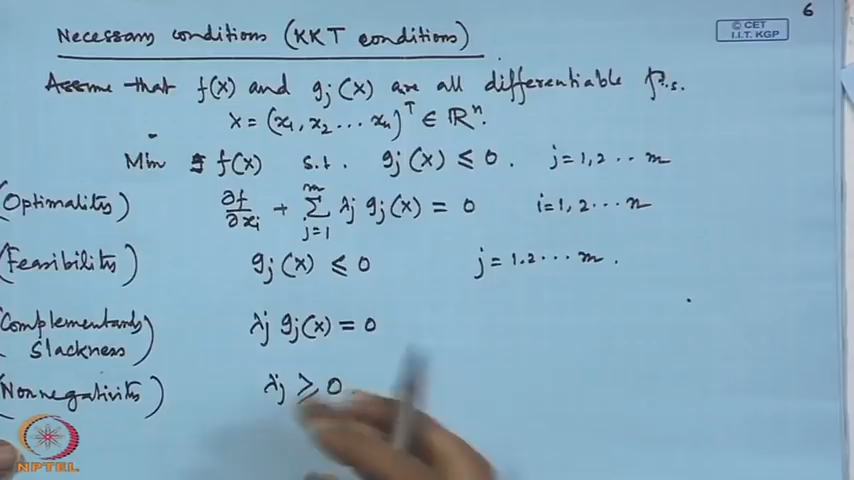 6
© CET
I.I.T. KGP
Necessary conditions (KKT conditions)
Assume that f(x) and gj(x) are all differentiable fns.
x = (x1, x2 ... xn)^T ∈ ℝ^n.
Min f(x) s.t. gj(x) ≤ 0. j = 1, 2 ... m
(Optimality) ∂f/∂xi + Σ_{j=1}^{m} λj gj(x) = 0 i = 1, 2 ... n
(Feasibility) gj(x) ≤ 0 j = 1, 2 ... m.
(Complementary λj gj(x) = 0
Slackness)
(Nonnegativity) λj ≥ 0
NPTEL